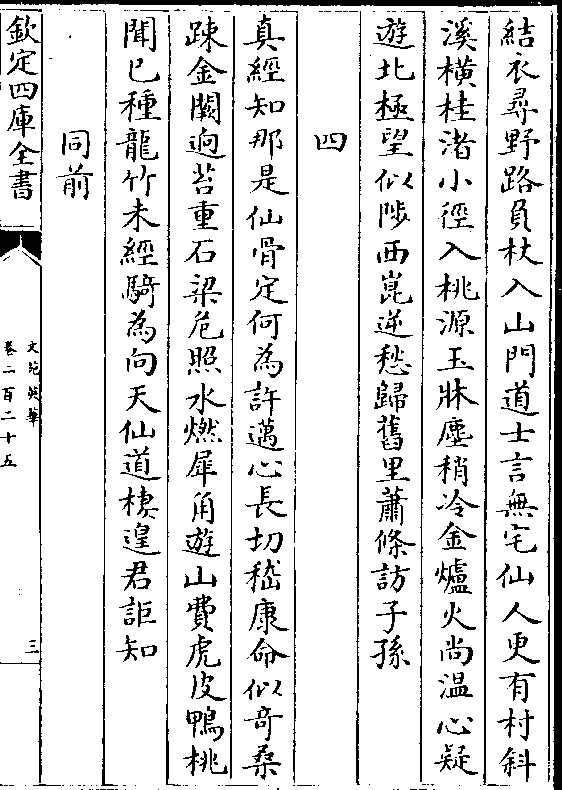 結衣尋野路負杖入山門道士言無宅仙人更有村斜
溪橫桂渚小徑入桃源玉牀塵稍冷金爐火尚温心疑
遊北極望似陟西崑逆愁歸舊里蕭條訪子孫
四
真經知那是仙骨定何為許邁心長切嵇康命似奇桑
踈金闕逈苔重石梁危照水燃犀角遊山費虎皮鴨桃
聞已種龍竹未經騎為向天仙道棲遑君詎知
同前
欽定四庫全書
文苑英華
卷二百二十五
三